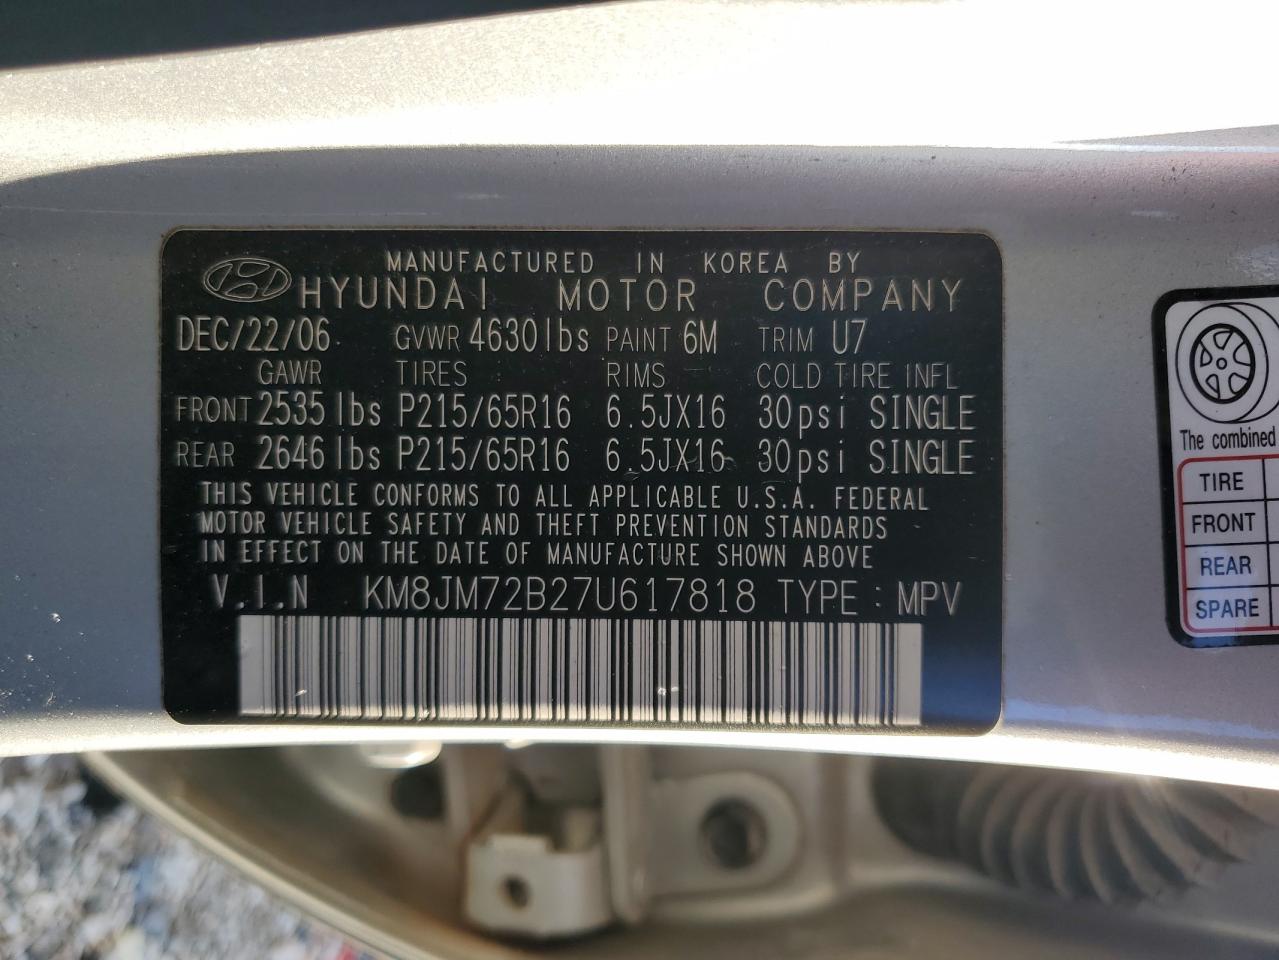 MANUFACTURED IN KOREA BY
HYUNDAI MOTOR COMPANY
DEC/22/06 GVWR 4630lbs PAINT 6M TRIM U7
GAWR TIRES RIMS COLD TIRE INFL
FRONT 2535lbs P215/65R16 6.5JX16 30psi SINGLE
REAR 2646lbs P215/65R16 6.5JX16 30psi SINGLE
THIS VEHICLE CONFORMS TO ALL APPLICABLE U.S.A. FEDERAL
MOTOR VEHICLE SAFETY AND THEFT PREVENTION STANDARDS
IN EFFECT ON THE DATE OF MANUFACTURE SHOWN ABOVE
V.I.N KM8JM72B27U617818 TYPE : MPV
The combined
TIRE
FRONT
REAR
SPARE